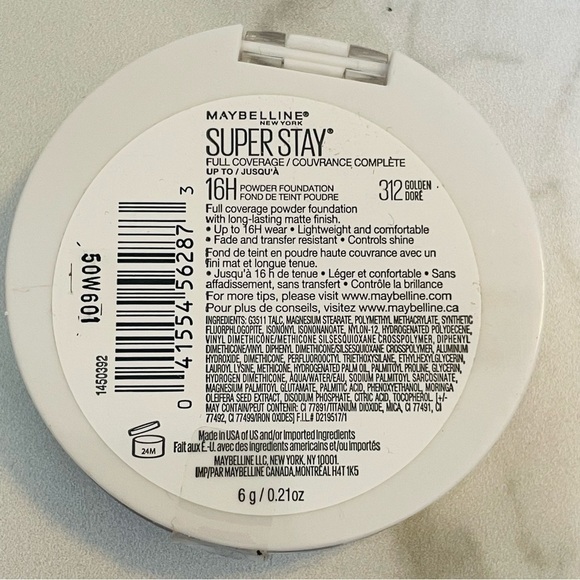 MAYBELLINE®
NEW YORK
SUPER STAY®
FULL COVERAGE / COUVRANCE COMPLÈTE
UP TO / JUSQU'À
16H POWDER FOUNDATION
FOND DE TEINT POUDRE
312 GOLDEN
DORÉ
Full coverage powder foundation
with long-lasting matte finish.
• Up to 16H wear • Lightweight and comfortable
• Fade and transfer resistant • Controls shine
Fond de teint en poudre haute couvrance avec un
fini mat et longue tenue.
• Jusqu'à 16 h de tenue • Léger et confortable • Sans
affadissement, sans transfert • Contrôle la brillance
For more tips, please visit www.maybelline.com
Pour plus de conseils, visitez www.maybelline.ca
INGREDIENTS: G3511 TALC, MAGNESIUM STEARATE, POLYMETHYL METHACRYLATE, SYNTHETIC
FLUORPHLOGOPITE, ISONONYL ISONONANOATE, NYLON-12, HYDROGENATED POLYDECENE,
VINYL DIMETHICONE/METHICONE SILSESQUIOXANE CROSSPOLYMER, DIPHENYL
DIMETHICONE/VINYL DIPHENYL DIMETHICONE/SILSESQUIOXANE CROSSPOLYMER, ALUMINUM
HYDROXIDE, DIMETHICONE, PERFLUOROOCTYL TRIETHOXYSILANE, ETHYLHEXYLGLYCERIN,
LAUROYL LYSINE, METHICONE, HYDROGENATED PALM OIL, PALMITOYL PROLINE, GLYCERIN,
HYDROGEN DIMETHICONE, AQUA/WATER/EAU, SODIUM PALMITOYL SARCOSINATE,
MAGNESIUM PALMITOYL GLUTAMATE, PALMITIC ACID, PHENOXYETHANOL, MORINGA
OLEIFERA SEED EXTRACT, DISODIUM PHOSPHATE, CITRIC ACID, TOCOPHEROL. [+/-
MAY CONTAIN/PEUT CONTENIR: CI 77891/TITANIUM DIOXIDE, MICA, CI 77491, CI
77492, CI 77499/IRON OXIDES] F.I.L.# D219517/1
Made in USA of US and/or Imported Ingredients
Fait aux É.-U. avec des ingrédients américains et/ou importés
MAYBELLINE LLC, NEW YORK, NY 10001
IMP/PAR MAYBELLINE CANADA, MONTRÉAL H4T 1K5
6 g / 0.21oz
24M
50W601
0 41554 56287 3
1450392